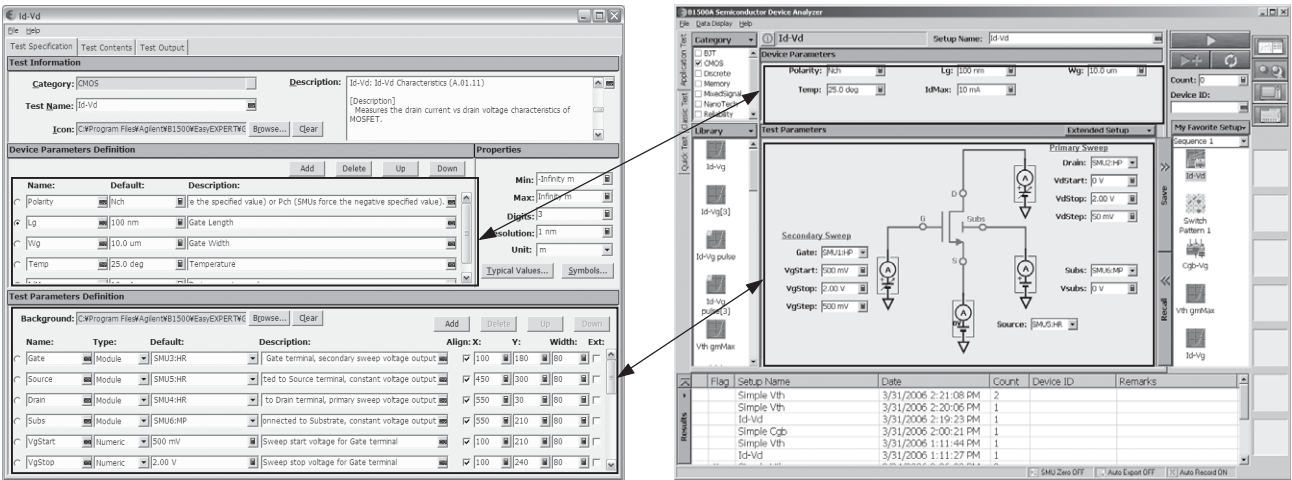 Id-Vd
File Help
Test Specification Test Contents Test Output
Test Information
Category: CMOS
Test Name: Id-Vd
Icon: C:¥Program Files¥Agilent¥B1500¥EasyEXPERT¥G Browse... Clear
Description: Id-Vd: Id-Vd Characteristics (A.01.11)
[Description]
Measures the drain current vs drain voltage characteristics of
MOSFET.
Device Parameters Definition
Add Delete Up Down
Name: Default: Description:
Polarity Nch e the specified value) or Pch (SMUs force the negative specified value).
Lg 100 nm Gate Length
Wg 10.0 um Gate Width
Temp 25.0 deg Temperature
Properties
Min: -Infinity m
Max: Infinity m
Digits: 3
esolution: 1 nm
Unit: m
Typical Values... Symbols...
Test Parameters Definition
Background: C:¥Program Files¥Agilent¥B1500¥EasyEXPERT¥G Browse... Clear
Add Delete Up Down
Name: Type: Default: Description: Align: X: Y: Width: Ext:
Gate Module SMU3:HR Gate terminal, secondary sweep voltage output 100 180 80
Source Module SMU5:HR ted to Source terminal, constant voltage output 450 300 80
Drain Module SMU4:HR to Drain terminal, primary sweep voltage output 550 30 80
Subs Module SMU6:MP onnected to Substrate, constant voltage output 550 210 80
VgStart Numeric 500 mV Sweep start voltage for Gate terminal 100 210 80
VgStop Numeric 2.00 V Sweep stop voltage for Gate terminal 100 240 80
B1500A Semiconductor Device Analyzer
File Data Display Help
Application Test
Classic Test
Quick Test
Category
BJT
CMOS
Discrete
Memory
MixedSignal
NanoTech
Reliability
Library
Id-Vg
Id-Vg[3]
Id-Vg pulse
Id-Vg
pulse[3]
Vth gmMax
Id-Vd
Setup Name: Id-Vd
Device Parameters
Polarity: Nch Lg: 100 nm Wg: 10.0 um
Temp: 25.0 deg IdMax: 10 mA
Test Parameters Extended Setup
Primary Sweep
Drain: SMU2:HP
VdStart: 0 V
VdStop: 2.00 V
VdStep: 50 mV
Secondary Sweep
Gate: SMU1:HP
VgStart: 500 mV
VgStop: 2.00 V
VgStep: 500 mV
D
G
Subs
S
A
A
A
A
Subs: SMU6:MP
Vsubs: 0 V
Source: SMU5:HR
Save
Recall
Count: 0
Device ID:
My Favorite Setup
Sequence 1
Id-Vd
Switch
Pattern 1
Cgb-Vg
Vth gmMax
Id-Vg
Results
Flag Setup Name Date Count Device ID Remarks
Simple Vth 3/31/2006 2:21:08 PM 2
Simple Vth 3/31/2006 2:20:06 PM 1
Id-Vd 3/31/2006 2:19:23 PM 1
Simple Cgb 3/31/2006 2:00:21 PM 1
Simple Vth 3/31/2006 1:11:44 PM 1
Id-Vd 3/31/2006 1:11:27 PM 1
SMU Zero OFF Auto Export OFF Auto Record ON